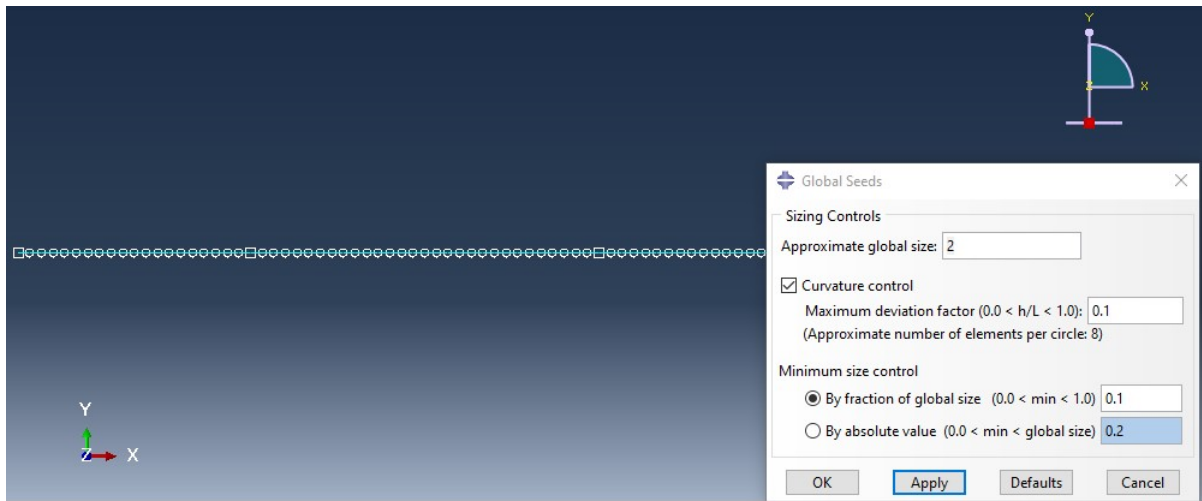 Y
Z X
Global Seeds
Sizing Controls
Approximate global size: 2
Curvature control
Maximum deviation factor (0.0 < h/L < 1.0): 0.1
(Approximate number of elements per circle: 8)
Minimum size control
By fraction of global size (0.0 < min < 1.0) 0.1
By absolute value (0.0 < min < global size) 0.2
Y
Z X
OK Apply Defaults Cancel